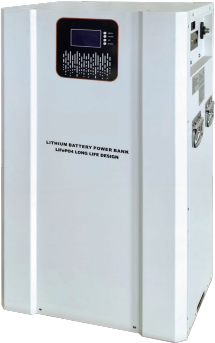 LITHIUM BATTERY POWER BANK
LiFePO4 LONG LIFE DESIGN